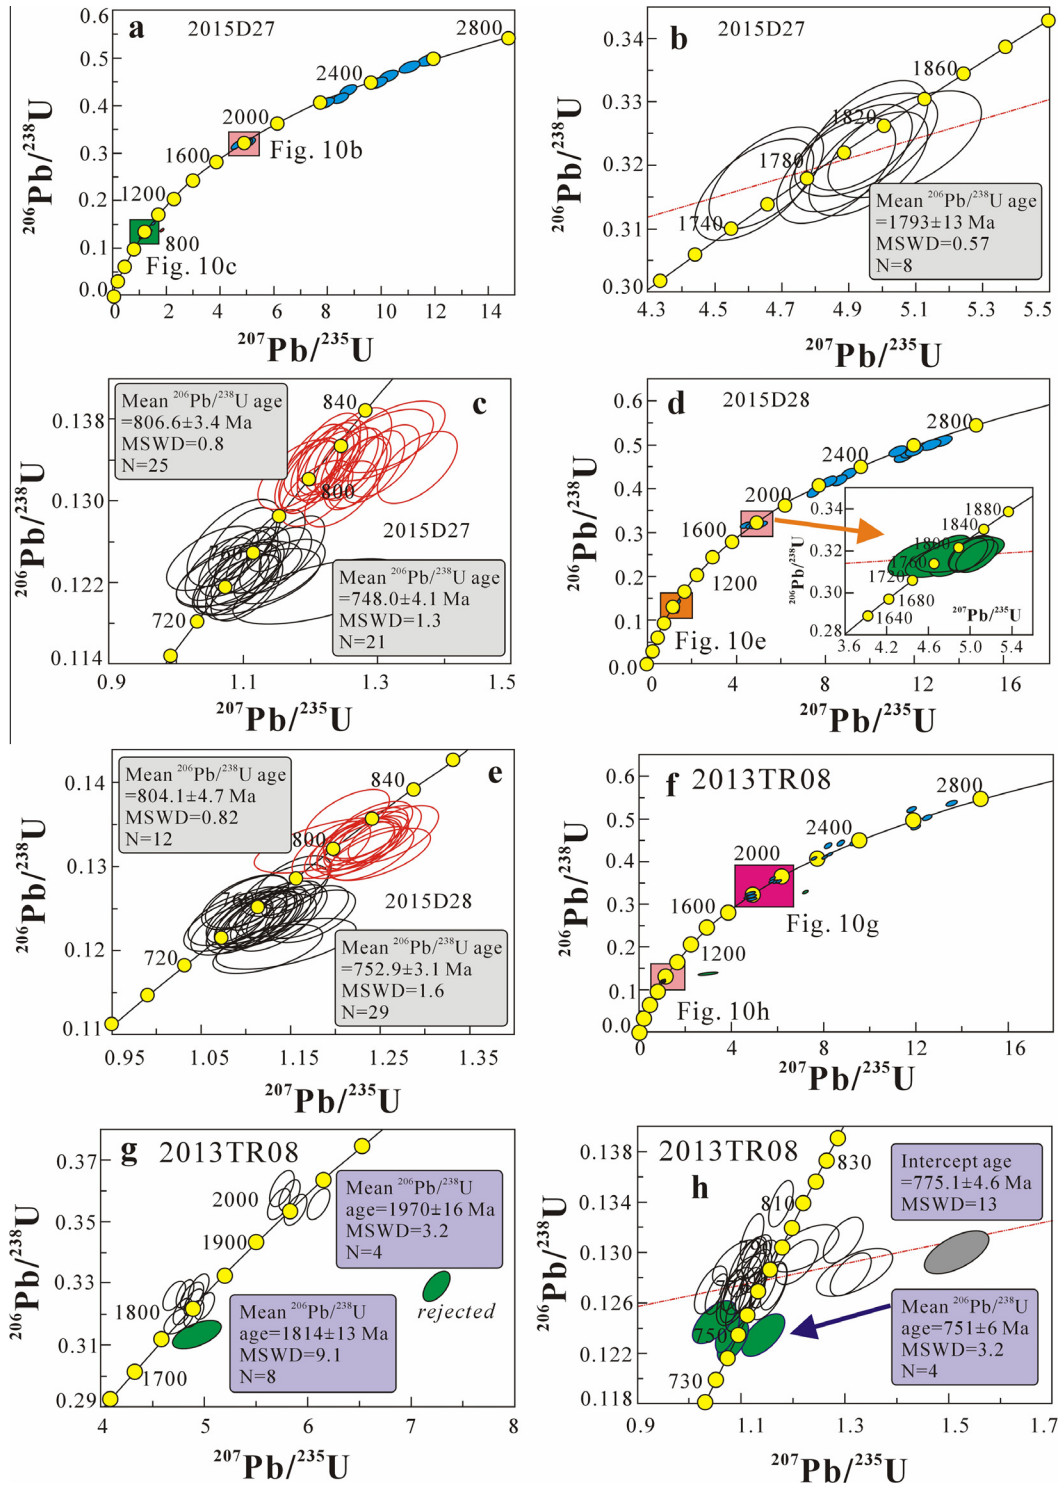 a
2015D27
0.6
0.5
0.4
0.3
0.2
0.1
0.0
2800
2400
2000
1600
1200
800
Fig. 10b
Fig. 10c
0 2 4 6 8 10 12 14
²⁰⁶Pb/²³⁸U
²⁰⁷Pb/²³⁵U
b
2015D27
0.34
0.33
0.32
0.31
0.30
1860
1820
1780
1740
Mean ²⁰⁶Pb/²³⁸U age
=1793±13 Ma
MSWD=0.57
N=8
4.3 4.5 4.7 4.9 5.1 5.3 5.5
²⁰⁶Pb/²³⁸U
²⁰⁷Pb/²³⁵U
c
Mean ²⁰⁶Pb/²³⁸U age
=806.6±3.4 Ma
MSWD=0.8
N=25
0.138
0.130
0.122
0.114
840
800
760
720
2015D27
Mean ²⁰⁶Pb/²³⁸U age
=748.0±4.1 Ma
MSWD=1.3
N=21
0.9 1.1 1.3 1.5
²⁰⁶Pb/²³⁸U
²⁰⁷Pb/²³⁵U
d
2015D28
0.6
0.5
0.4
0.3
0.2
0.1
0.0
2800
2400
2000
1600
1200
Fig. 10e
0 4 8 12 16
²⁰⁶Pb/²³⁸U
²⁰⁷Pb/²³⁵U
0.34
0.32
0.30
0.28
1880
1840
1800
1760
1720
1680
1640
²⁰⁶Pb/²³⁸U
²⁰⁷Pb/²³⁵U
3.6 4.2 4.6 5.0 5.4
e
Mean ²⁰⁶Pb/²³⁸U age
=804.1±4.7 Ma
MSWD=0.82
N=12
0.14
0.13
0.12
0.11
840
800
760
720
2015D28
Mean ²⁰⁶Pb/²³⁸U age
=752.9±3.1 Ma
MSWD=1.6
N=29
0.95 1.05 1.15 1.25 1.35
²⁰⁶Pb/²³⁸U
²⁰⁷Pb/²³⁵U
f
2013TR08
0.6
0.5
0.4
0.3
0.2
0.1
0.0
2800
2400
2000
1600
1200
Fig. 10g
Fig. 10h
0 4 8 12 16
²⁰⁶Pb/²³⁸U
²⁰⁷Pb/²³⁵U
g
2013TR08
0.37
0.35
0.33
0.31
0.29
2000
1900
1800
1700
Mean ²⁰⁶Pb/²³⁸U
age=1970±16 Ma
MSWD=3.2
N=4
rejected
Mean ²⁰⁶Pb/²³⁸U
age=1814±13 Ma
MSWD=9.1
N=8
4 5 6 7 8
²⁰⁶Pb/²³⁸U
²⁰⁷Pb/²³⁵U
h
2013TR08
0.138
0.134
0.130
0.126
0.122
0.118
830
810
790
750
730
Intercept age
=775.1±4.6 Ma
MSWD=13
Mean ²⁰⁶Pb/²³⁸U
age=751±6 Ma
MSWD=3.2
N=4
0.9 1.1 1.3 1.5 1.7
²⁰⁶Pb/²³⁸U
²⁰⁷Pb/²³⁵U